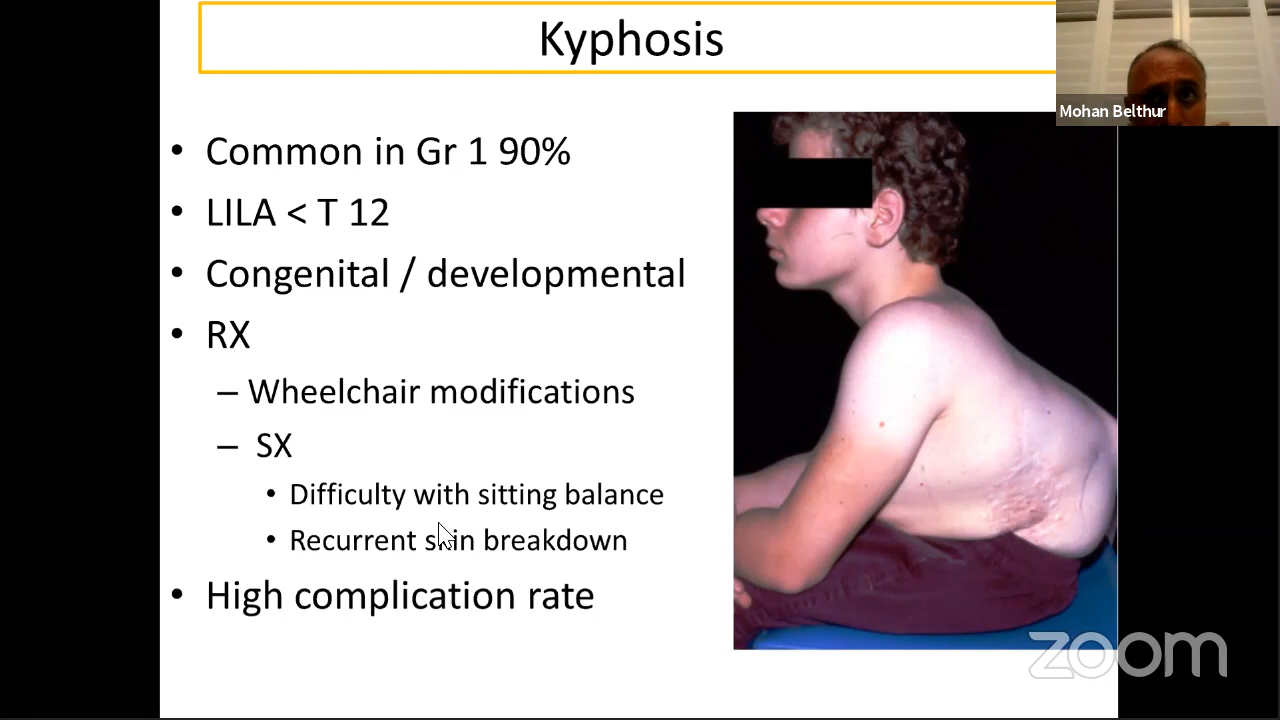 Kyphosis
Mohan Belthur
• Common in Gr 1 90%
• LILA < T 12
• Congenital / developmental
• RX
– Wheelchair modifications
– SX
• Difficulty with sitting balance
• Recurrent skin breakdown
• High complication rate
zoom